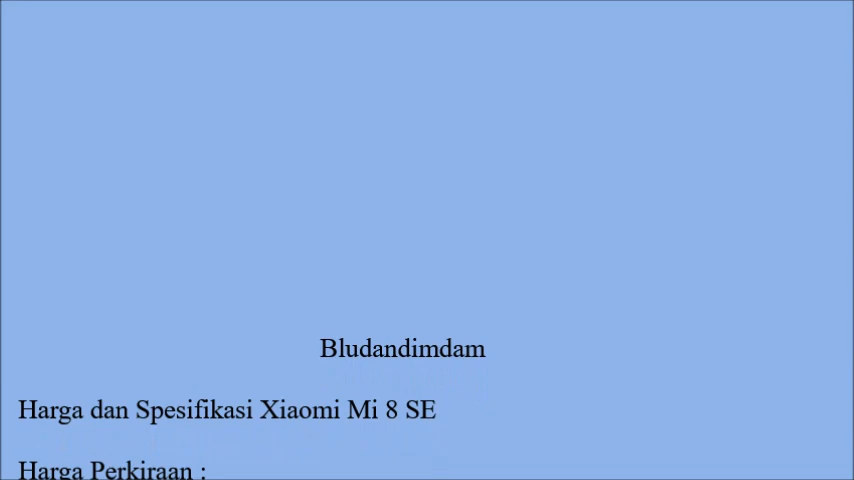 Bludandimdam
Harga dan Spesifikasi Xiaomi Mi 8 SE
Harga Perkiraan :